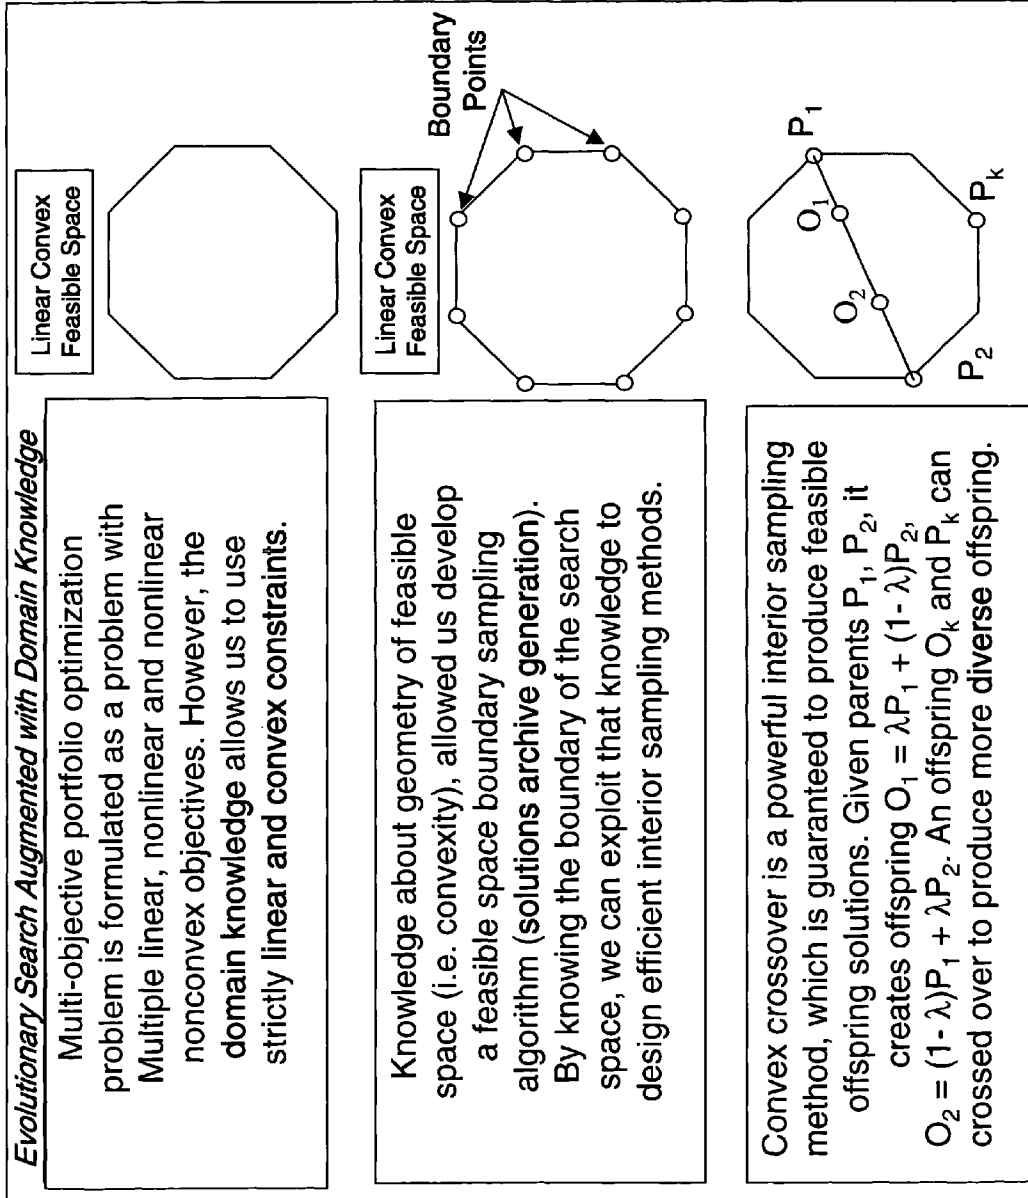 Evolutionary Search Augmented with Domain Knowledge
Multi-objective portfolio optimization
problem is formulated as a problem with
Multiple linear, nonlinear and nonlinear
nonconvex objectives. However, the
domain knowledge allows us to use
strictly linear and convex constraints.
Linear Convex
Feasible Space
Knowledge about geometry of feasible
space (i.e. convexity), allowed us develop
a feasible space boundary sampling
algorithm (solutions archive generation).
By knowing the boundary of the search
space, we can exploit that knowledge to
design efficient interior sampling methods.
Linear Convex
Feasible Space
Boundary
Points
Convex crossover is a powerful interior sampling
method, which is guaranteed to produce feasible
offspring solutions. Given parents P₁, P₂, it
creates offspring O₁ = λP₁ + (1- λ)P₂,
O₂ = (1- λ)P₁ + λP₂. An offspring Oₖ and Pₖ can
crossed over to produce more diverse offspring.
P₁
O₁
O₂
P₂
Pₖ